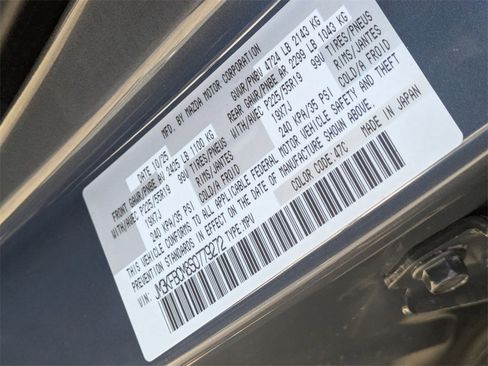 MFD. BY MAZDA MOTOR CORPORATION
DATE 10/25 GVWR/PNBV 4724 LB 2143 KG
FRONT GAWR/PNBE AV 2425 LB 1100 KG REAR GAWR/PNBE AR 2299 LB 1043 KG
WITH/AVEC P225/55R19 99V TIRES/PNEUS WITH/AVEC P225/55R19 99V TIRES/PNEUS
19X7J RIMS/JANTES 19X7J RIMS/JANTES
240 KPA/35 PSI COLD/A FROID 240 KPA/35 PSI COLD/A FROID
THIS VEHICLE CONFORMS TO ALL APPLICABLE FEDERAL MOTOR VEHICLE SAFETY AND THEFT
PREVENTION STANDARDS IN EFFECT ON THE DATE OF MANUFACTURE SHOWN ABOVE.
TYPE:MPV COLOR CODE:47C MADE IN JAPAN